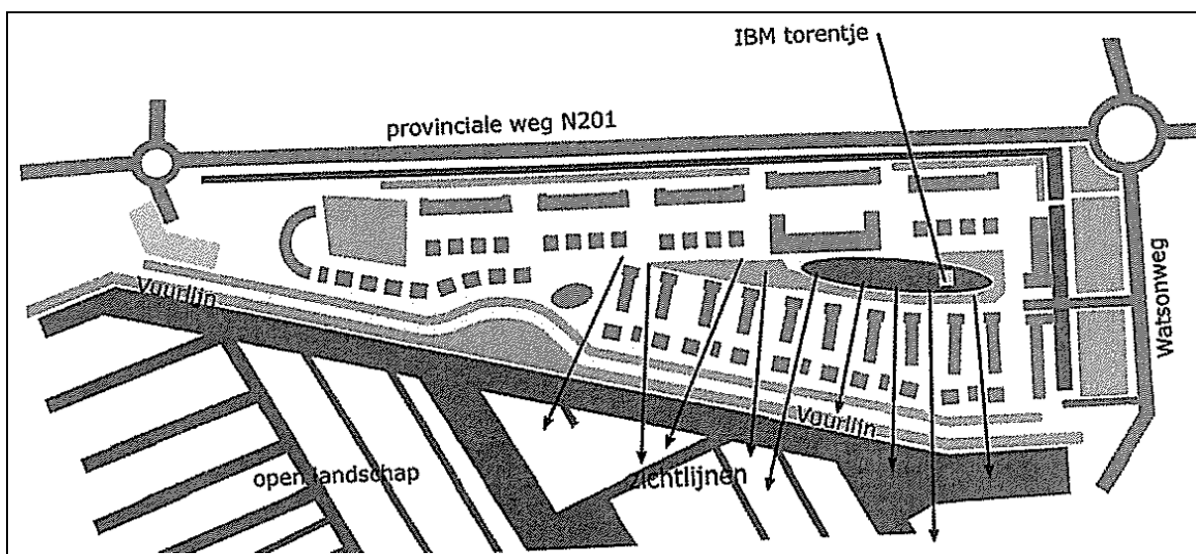 IBM torentje
provinciale weg N201
Watsonweg
Vuurlijn
Vuurlijn
open landschap
zichtlijnen